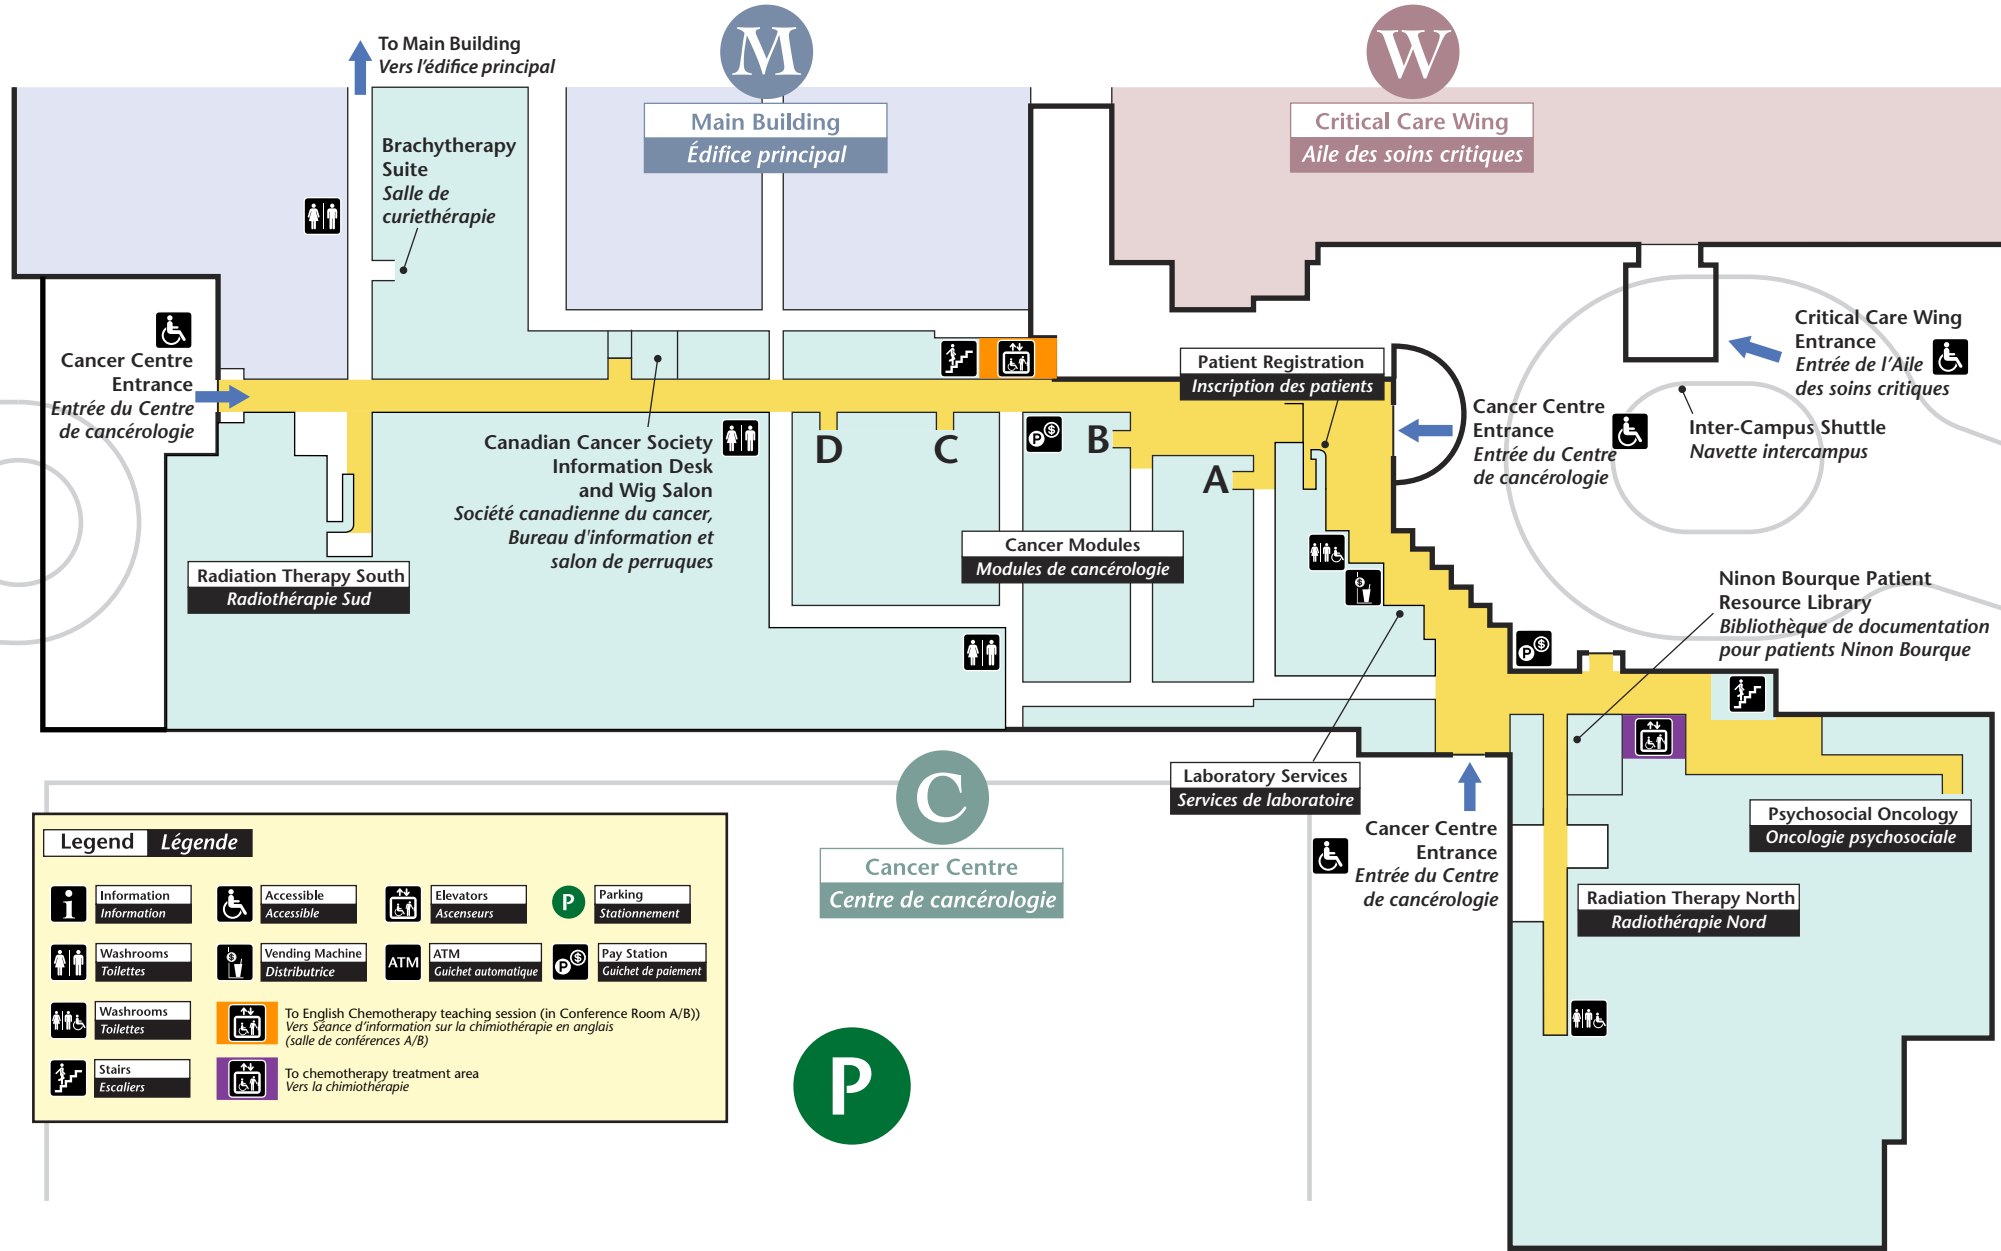 To Main Building
Vers l'édifice principal
M
Main Building
Édifice principal
W
Critical Care Wing
Aile des soins critiques
Brachytherapy
Suite
Salle de
curiethérapie
Cancer Centre
Entrance
Entrée du Centre
de cancérologie
Patient Registration
Inscription des patients
Critical Care Wing
Entrance
Entrée de l'Aile
des soins critiques
Cancer Centre
Entrance
Entrée du Centre
de cancérologie
Inter-Campus Shuttle
Navette intercampus
Canadian Cancer Society
Information Desk
and Wig Salon
Société canadienne du cancer,
Bureau d'information et
salon de perruques
D
C
P $
B
A
Cancer Modules
Modules de cancérologie
Radiation Therapy South
Radiothérapie Sud
$
Ninon Bourque Patient
Resource Library
Bibliothèque de documentation
pour patients Ninon Bourque
P $
Laboratory Services
Services de laboratoire
Psychosocial Oncology
Oncologie psychosociale
Cancer Centre
Entrance
Entrée du Centre
de cancérologie
Radiation Therapy North
Radiothérapie Nord
C
Cancer Centre
Centre de cancérologie
P
Legend Légende
i Information
Information
Accessible
Accessible
Elevators
Ascenseurs
P Parking
Stationnement
Washrooms
Toilettes
$ Vending Machine
Distributrice
ATM ATM
Guichet automatique
P $ Pay Station
Guichet de paiement
Washrooms
Toilettes
To English Chemotherapy teaching session (in Conference Room A/B))
Vers Séance d'information sur la chimiothérapie en anglais
(salle de conférences A/B)
Stairs
Escaliers
To chemotherapy treatment area
Vers la chimiothérapie